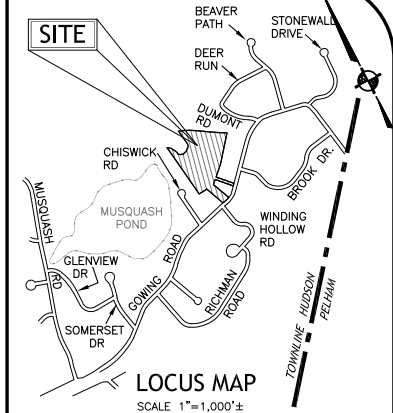 BEAVER
PATH
STONEWALL
DRIVE
SITE
DEER
RUN
DUMONT
RD
CHISWICK
RD
BROOK DR.
MUSQUASH
RD
MUSQUASH
POND
WINDING
HOLLOW
RD
GLENVIEW
DR
GOWING ROAD
RICHMAN
ROAD
SOMERSET
DR
TOWNLINE HUDSON
PELHAM
LOCUS MAP
SCALE 1"=1,000'±